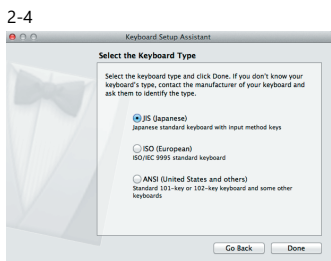 2-4
Keyboard Setup Assistant
Select the Keyboard Type
Select the keyboard type and click Done. If you don't know your
keyboard's type, contact the manufacturer of your keyboard and
ask them to identify the type.
JIS (Japanese)
Japanese standard keyboard with input method keys
ISO (European)
ISO/IEC 9995 standard keyboard
ANSI (United States and others)
Standard 101-key or 102-key keyboard and some other
keyboards
Go Back Done